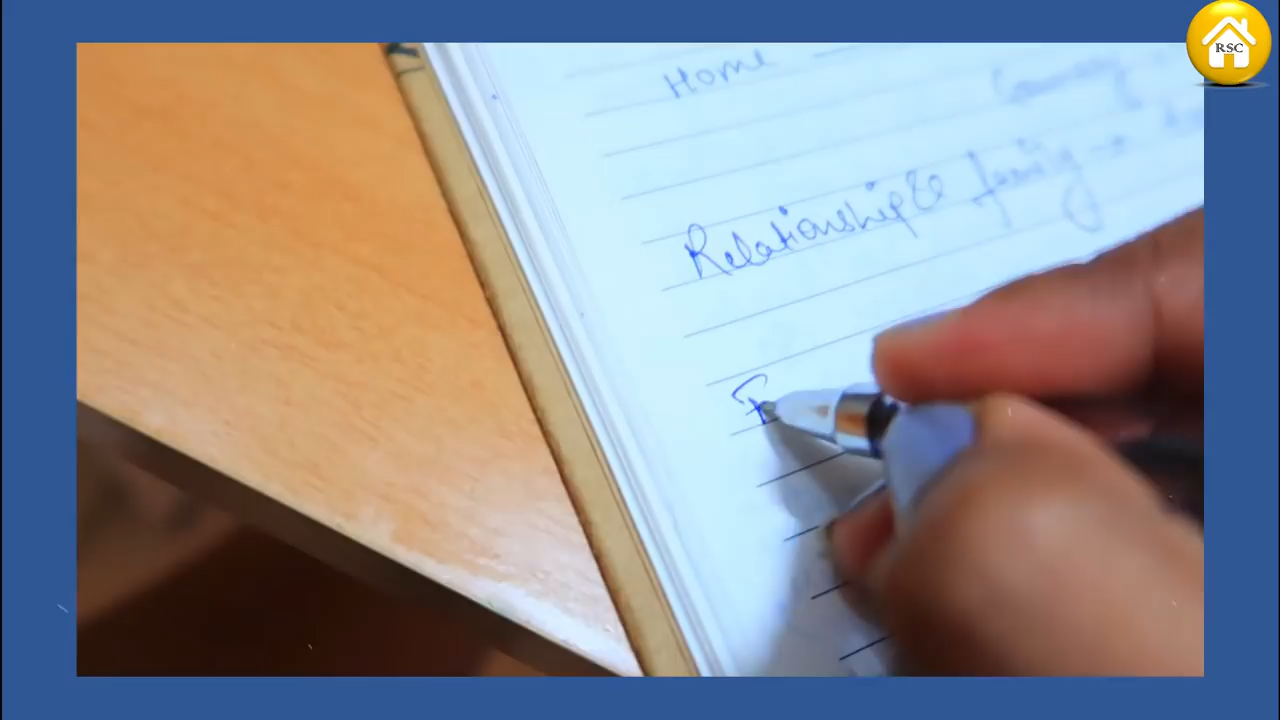 RSC
Home —
Relationship & family →
F